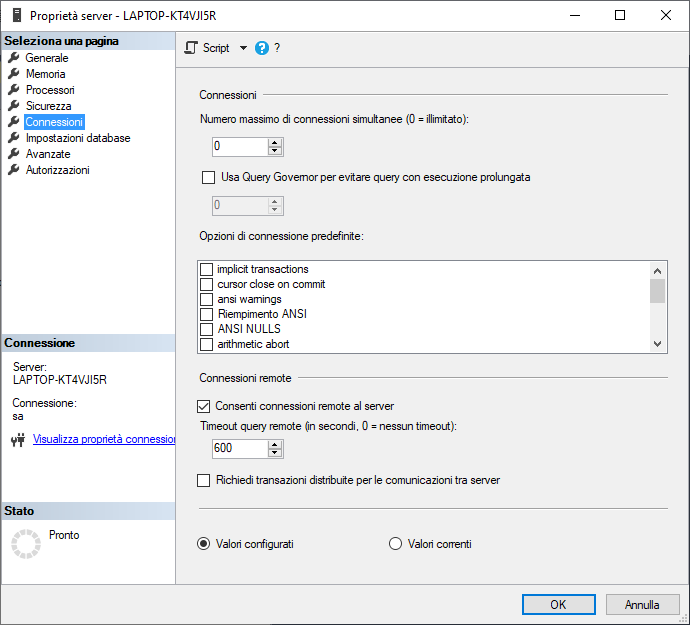 Proprietà server - LAPTOP-KT4VJI5R
Seleziona una pagina
Generale
Memoria
Processori
Sicurezza
Connessioni
Impostazioni database
Avanzate
Autorizzazioni
Connessione
Server:
LAPTOP-KT4VJI5R
Connessione:
sa
Visualizza proprietà connession
Stato
Pronto
Script
?
?
Connessioni
Numero massimo di connessioni simultanee (0 = illimitato):
0
Usa Query Governor per evitare query con esecuzione prolungata
0
Opzioni di connessione predefinite:
implicit transactions
cursor close on commit
ansi warnings
Riempimento ANSI
ANSI NULLS
arithmetic abort
Connessioni remote
Consenti connessioni remote al server
Timeout query remote (in secondi, 0 = nessun timeout):
600
Richiedi transazioni distribuite per le comunicazioni tra server
Valori configurati
Valori correnti
OK
Annulla